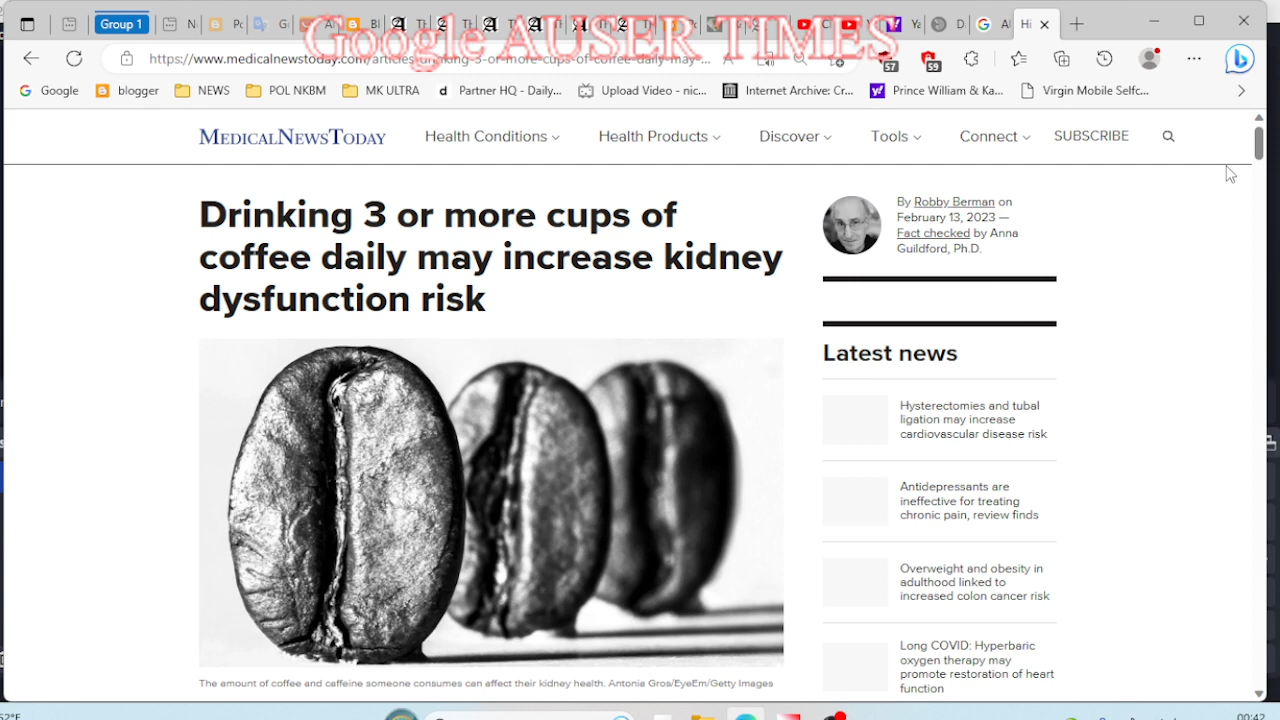 Group 1
Google AUSER TIMES
https://www.medicalnewstoday.com/articles/drinking-3-or-more-cups-of-coffee-daily-may-...
57
59
Google
blogger
NEWS
POL NKBM
MK ULTRA
Partner HQ - Daily...
Upload Video - nic...
Internet Archive: Cr...
Prince William & Ka...
Virgin Mobile Selfc...
MEDICALNEWSTODAY
Health Conditions
Health Products
Discover
Tools
Connect
SUBSCRIBE
Drinking 3 or more cups of
coffee daily may increase kidney
dysfunction risk
The amount of coffee and caffeine someone consumes can affect their kidney health. Antonia Gros/EyeEm/Getty Images
By Robby Berman on
February 13, 2023 —
Fact checked by Anna
Guildford, Ph.D.
Latest news
Hysterectomies and tubal
ligation may increase
cardiovascular disease risk
Antidepressants are
ineffective for treating
chronic pain, review finds
Overweight and obesity in
adulthood linked to
increased colon cancer risk
Long COVID: Hyperbaric
oxygen therapy may
promote restoration of heart
function